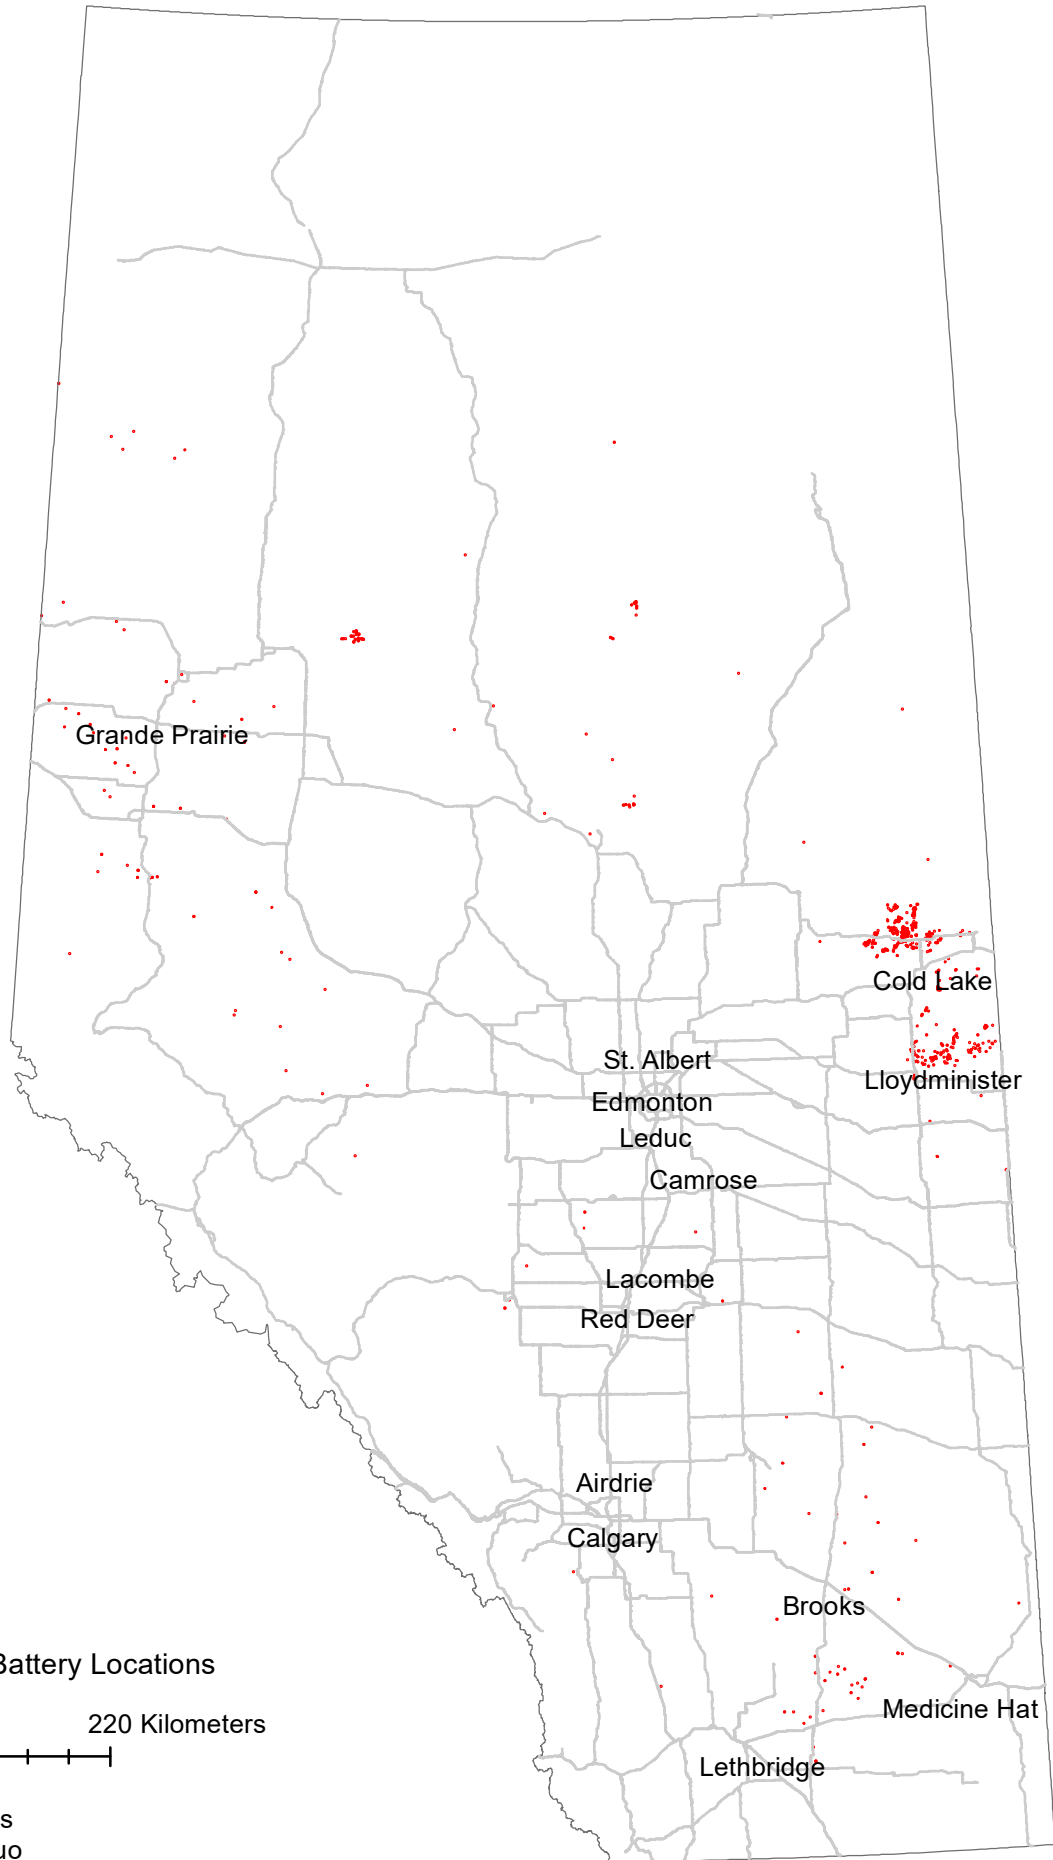 Grande Prairie
Cold Lake
St. Albert
Lloydminister
Edmonton
Leduc
Camrose
Lacombe
Red Deer
Airdrie
Calgary
Brooks
Battery Locations
Medicine Hat
220 Kilometers
Lethbridge